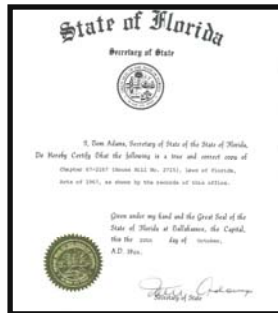 State of Florida
Secretary of State
I, Tom Adams, Secretary of State of the State of Florida,
Do Hereby Certify That the following is a true and correct copy of
Chapter 67-2167 (House Bill No. 2725), Laws of Florida,
Acts of 1967, as shown by the records of this office.
Given under my hand and the Great Seal of the
State of Florida at Tallahassee, the Capital,
this the day of October,
A.D.
Secretary of State